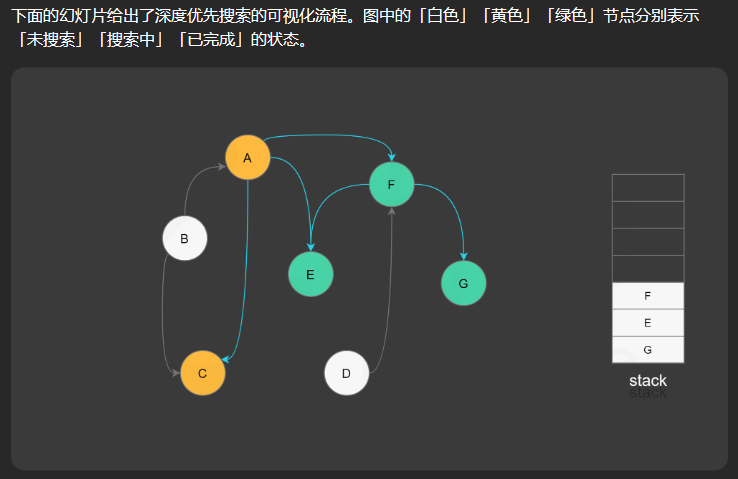 下面的幻灯片给出了深度优先搜索的可视化流程。图中的「白色」「黄色」「绿色」节点分别表示
「未搜索」「搜索中」「已完成」的状态。
A
F
B
E
G
C
D
F
E
G
stack
stack